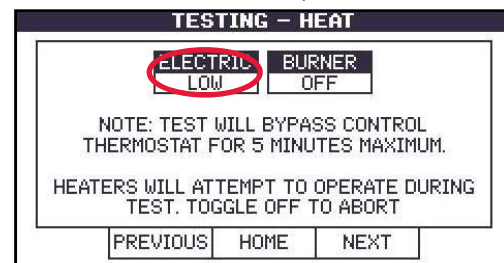 TESTING - HEAT
ELECTRIC BURNER
LOW OFF
NOTE: TEST WILL BYPASS CONTROL
THERMOSTAT FOR 5 MINUTES MAXIMUM.
HEATERS WILL ATTEMPT TO OPERATE DURING
TEST. TOGGLE OFF TO ABORT
PREVIOUS HOME NEXT